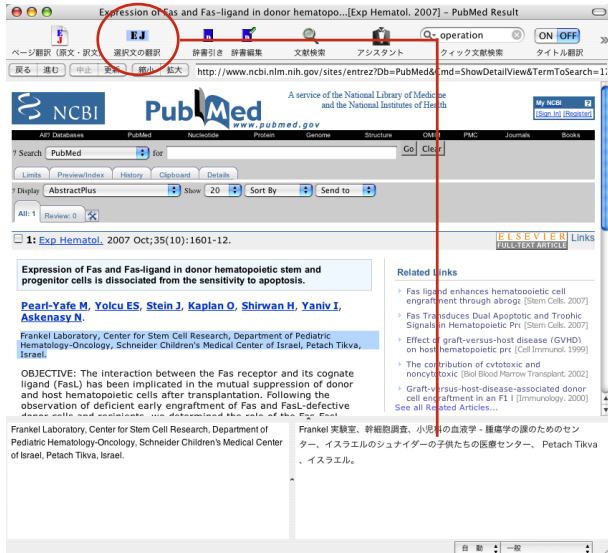 Expression of Fas and Fas-ligand in donor hematopo...[Exp Hematol. 2007] - PubMed Result
EJ
operation
ON OFF
ページ翻訳（原文・訳文）
選択文の翻訳
辞書引き
辞書編集
文献検索
アシスタント
クイック文献検索
タイトル翻訳
戻る 進む 中止 更新 縮小 拡大 http://www.ncbi.nlm.nih.gov/sites/entrez?Db=PubMed&Cmd=ShowDetailView&TermToSearch=17
NCBI
PubMed
www.pubmed.gov
A service of the National Library of Medicine
and the National Institutes of Health
My NCBI
[Sign In] [Register]
All Databases PubMed Nucleotide Protein Genome Structure OMIM PMC Journals Books
Search PubMed for Go Clear
Limits Preview/Index History Clipboard Details
Display AbstractPlus Show 20 Sort By Send to
All: 1 Review: 0
1: Exp Hematol. 2007 Oct;35(10):1601-12.
ELSEVIER
FULL-TEXT ARTICLE
Links
Expression of Fas and Fas-ligand in donor hematopoietic stem and
progenitor cells is dissociated from the sensitivity to apoptosis.
Pearl-Yafe M, Yolcu ES, Stein J, Kaplan O, Shirwan H, Yaniv I,
Askenasy N.
Frankel Laboratory, Center for Stem Cell Research, Department of Pediatric
Hematology-Oncology, Schneider Children's Medical Center of Israel, Petach Tikva,
Israel.
OBJECTIVE: The interaction between the Fas receptor and its cognate
ligand (FasL) has been implicated in the mutual suppression of donor
and host hematopoietic cells after transplantation. Following the
observation of deficient early engraftment of Fas and FasL-defective
donor cells and recipients, we determined the role of the Fas-FasL
Related Links
Fas ligand enhances hematopoietic cell
engraftment through abroga [Stem Cells. 2007]
Fas Transduces Dual Apoptotic and Trophic
Signals in Hematopoietic Pro [Stem Cells. 2007]
Effect of graft-versus-host disease (GVHD)
on host hematopoietic prc [Cell Immunol. 1999]
The contribution of cytotoxic and
noncytotoxic [Biol Blood Marrow Transplant. 2002]
Graft-versus-host-disease-associated donor
cell engraftment in an F1 l [Immunology. 2000]
See all Related Articles...
Frankel Laboratory, Center for Stem Cell Research, Department of
Pediatric Hematology-Oncology, Schneider Children's Medical Center
of Israel, Petach Tikva, Israel.
Frankel 実験室、幹細胞調査、小児科の血液学 - 腫瘍学の課のためのセン
ター、イスラエルのシュナイダーの子供たちの医療センター、 Petach Tikva
、イスラエル。
自動 一般